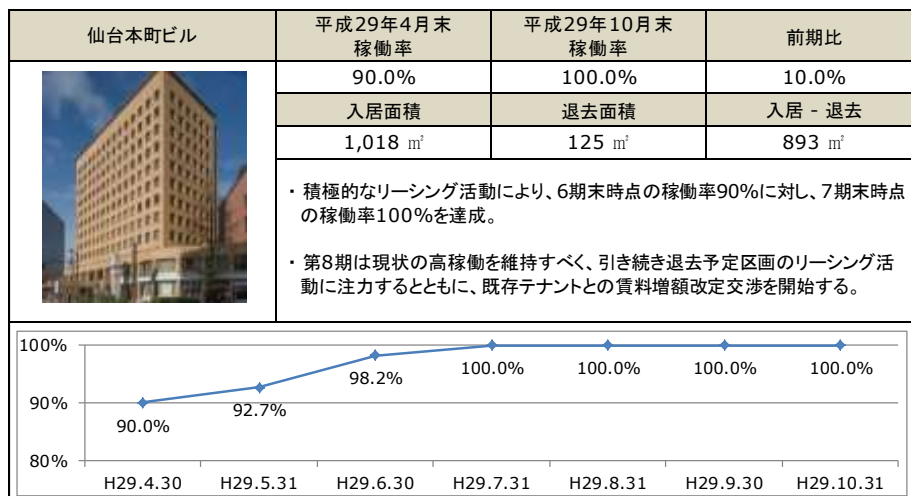 仙台本町ビル
平成29年4月末
稼働率
平成29年10月末
稼働率
前期比
90.0%
100.0%
10.0%
入居面積
退去面積
入居 - 退去
1,018 ㎡
125 ㎡
893 ㎡
・ 積極的なリーシング活動により、6期末時点の稼働率90%に対し、7期末時点
の稼働率100%を達成。
・ 第8期は現状の高稼働を維持すべく、引き続き退去予定区画のリーシング活
動に注力するとともに、既存テナントとの賃料増額改定交渉を開始する。
100%
90%
80%
90.0%
92.7%
98.2%
100.0%
100.0%
100.0%
100.0%
H29.4.30
H29.5.31
H29.6.30
H29.7.31
H29.8.31
H29.9.30
H29.10.31